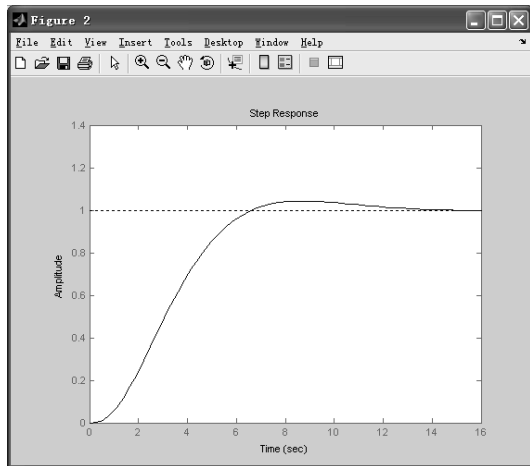 Figure 2
File Edit View Insert Tools Desktop Window Help
Step Response
1.4
1.2
1
0.8
0.6
0.4
0.2
0
Amplitude
0 2 4 6 8 10 12 14 16
Time (sec)